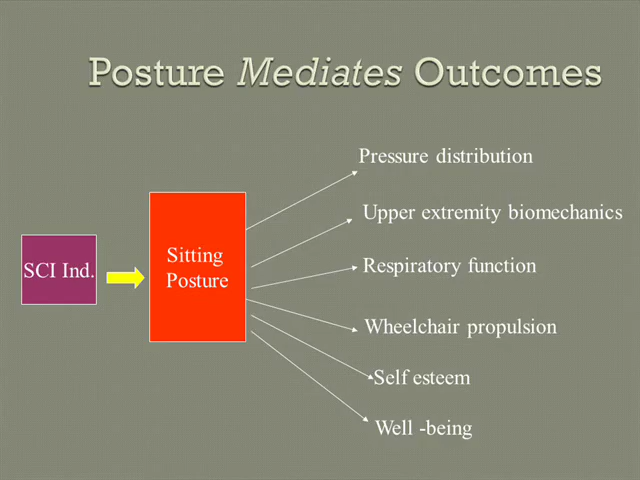 Posture Mediates Outcomes
Pressure distribution
Upper extremity biomechanics
SCI Ind.
Sitting
Posture
Respiratory function
Wheelchair propulsion
Self esteem
Well -being